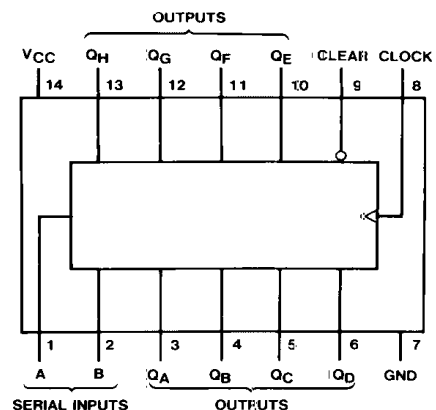 OUTPUTS
VCC QH QG QF QE CLEAR CLOCK
14 13 12 11 10 9 8
1 2 3 4 5 6 7
A B QA QB QC QD GND
SERIAL INPUTS OUTPUTS